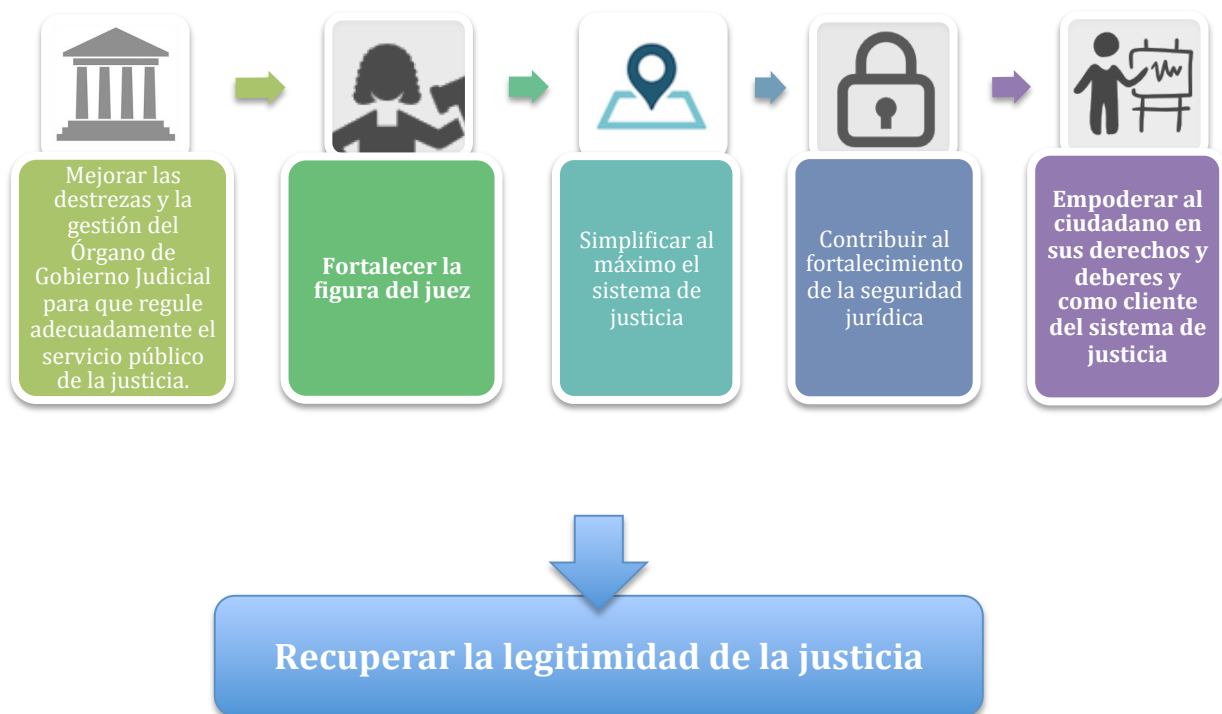 Mejorar las
destrezas y la
gestión del
Órgano de
Gobierno Judicial
para que regule
adecuadamente el
servicio público
de la justicia.
Fortalecer la
figura del juez
Simplificar al
máximo el
sistema de
justicia
Contribuir al
fortalecimiento
de la seguridad
jurídica
Empoderar al
ciudadano en
sus derechos y
deberes y
como cliente
del sistema de
justicia
Recuperar la legitimidad de la justicia